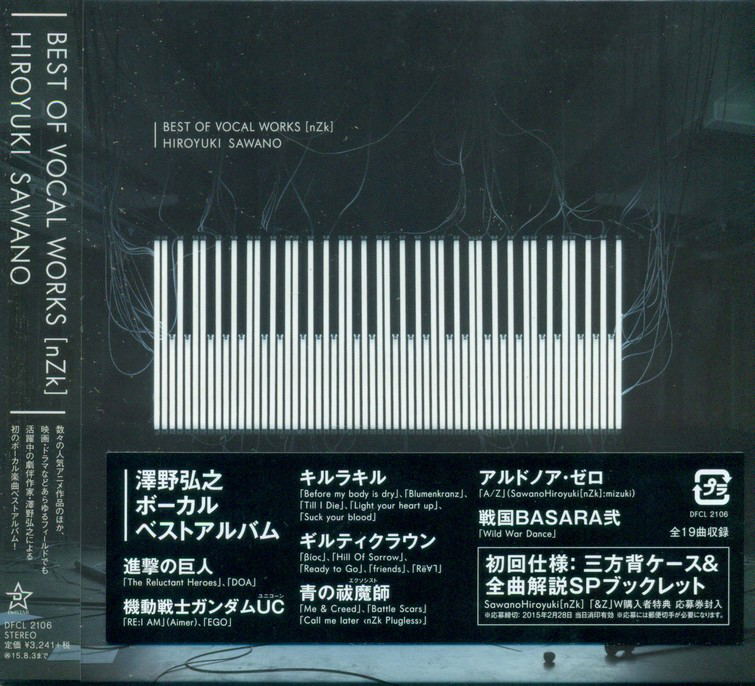 BEST OF VOCAL WORKS [nZk]
HIROYUKI SAWANO
数々の人気アニメ作品のほか、
映画・ドラマなどあらゆるフィールドでも
活躍中の劇伴作家・澤野弘之による
初のボーカル楽曲ベストアルバム!
DFCL 2106
STEREO
定価 ¥3,241+税
㋞15.8.3まで
BEST OF VOCAL WORKS [nZk]
HIROYUKI SAWANO
澤野弘之
ボーカル
ベストアルバム
進撃の巨人
「The Reluctant Heroes」、「DOA」
機動戦士ガンダムUC
ユニコーン
「RE:I AM」(Aimer)、「EGO」
キルラキル
「Before my body is dry」、「Blumenkranz」、
「Till I Die」、「Light your heart up」、
「Suck your blood」
ギルティクラウン
「βίος」、「Hill Of Sorrow」、
「Ready to Go」、「friends」、「Rё∀˥」
エクソシスト
青の祓魔師
「Me & Creed」、「Battle Scars」
「Call me later ‹nZk Plugless›」
アルドノア・ゼロ
「A/Z」(SawanoHiroyuki[nZk]:mizuki)
戦国BASARA弐
「Wild War Dance」
プラ
DFCL 2106
全19曲収録
初回仕様: 三方背ケース&
全曲解説SPブックレット
SawanoHiroyuki[nZk] 「&Z」W購入者特典 応募券封入
※応募締切: 2015年2月28日 当日消印有効 ※応募には郵便切手が必要になります。